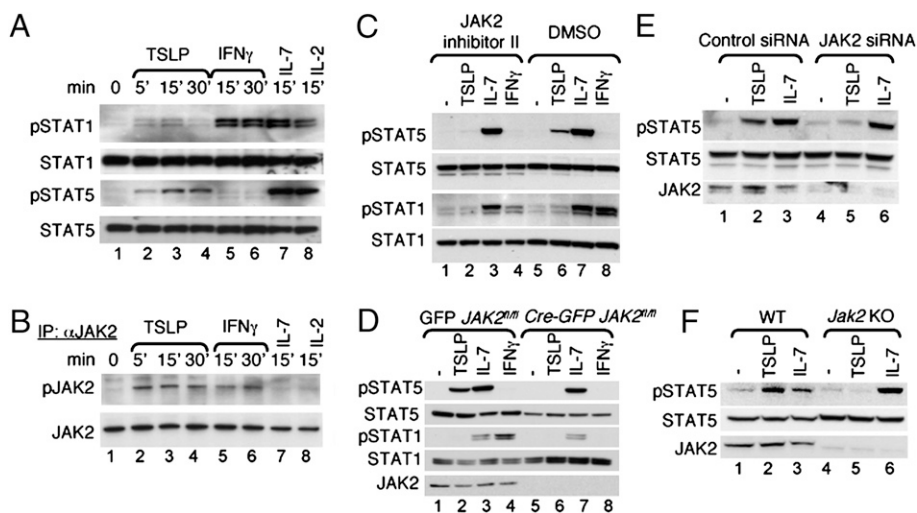 A
TSLP IFNγ IL-7 IL-2
min 0 5' 15' 30' 15' 30' 15' 15'
pSTAT1
STAT1
pSTAT5
STAT5
1 2 3 4 5 6 7 8
B
IP: αJAK2
TSLP IFNγ IL-7 IL-2
min 0 5' 15' 30' 15' 30' 15' 15'
pJAK2
JAK2
1 2 3 4 5 6 7 8
C
JAK2 inhibitor II DMSO
- TSLP IL-7 IFNγ - TSLP IL-7 IFNγ
pSTAT5
STAT5
pSTAT1
STAT1
1 2 3 4 5 6 7 8
D
GFP JAK2fl/fl Cre-GFP JAK2fl/fl
- TSLP IL-7 IFNγ - TSLP IL-7 IFNγ
pSTAT5
STAT5
pSTAT1
STAT1
JAK2
1 2 3 4 5 6 7 8
E
Control siRNA JAK2 siRNA
- TSLP IL-7 - TSLP IL-7
pSTAT5
STAT5
JAK2
1 2 3 4 5 6
F
WT Jak2 KO
- TSLP IL-7 - TSLP IL-7
pSTAT5
STAT5
JAK2
1 2 3 4 5 6